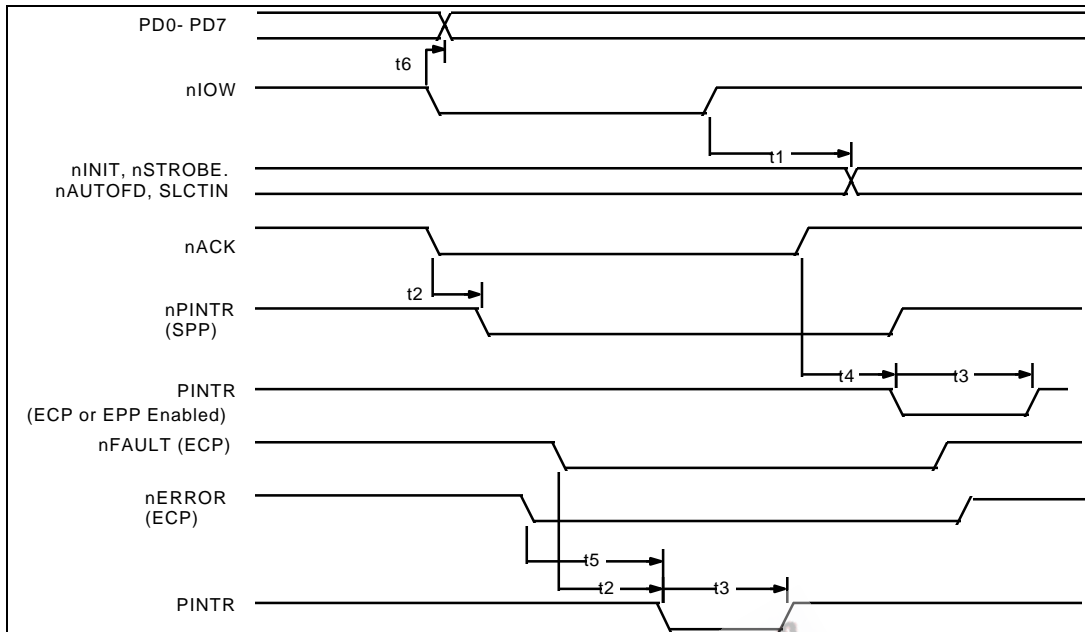 PD0- PD7
t6
nIOW
t1
nINIT, nSTROBE.
nAUTOFD, SLCTIN
nACK
t2
nPINTR
(SPP)
t4
t3
PINTR
(ECP or EPP Enabled)
nFAULT (ECP)
nERROR
(ECP)
t5
t2
t3
PINTR